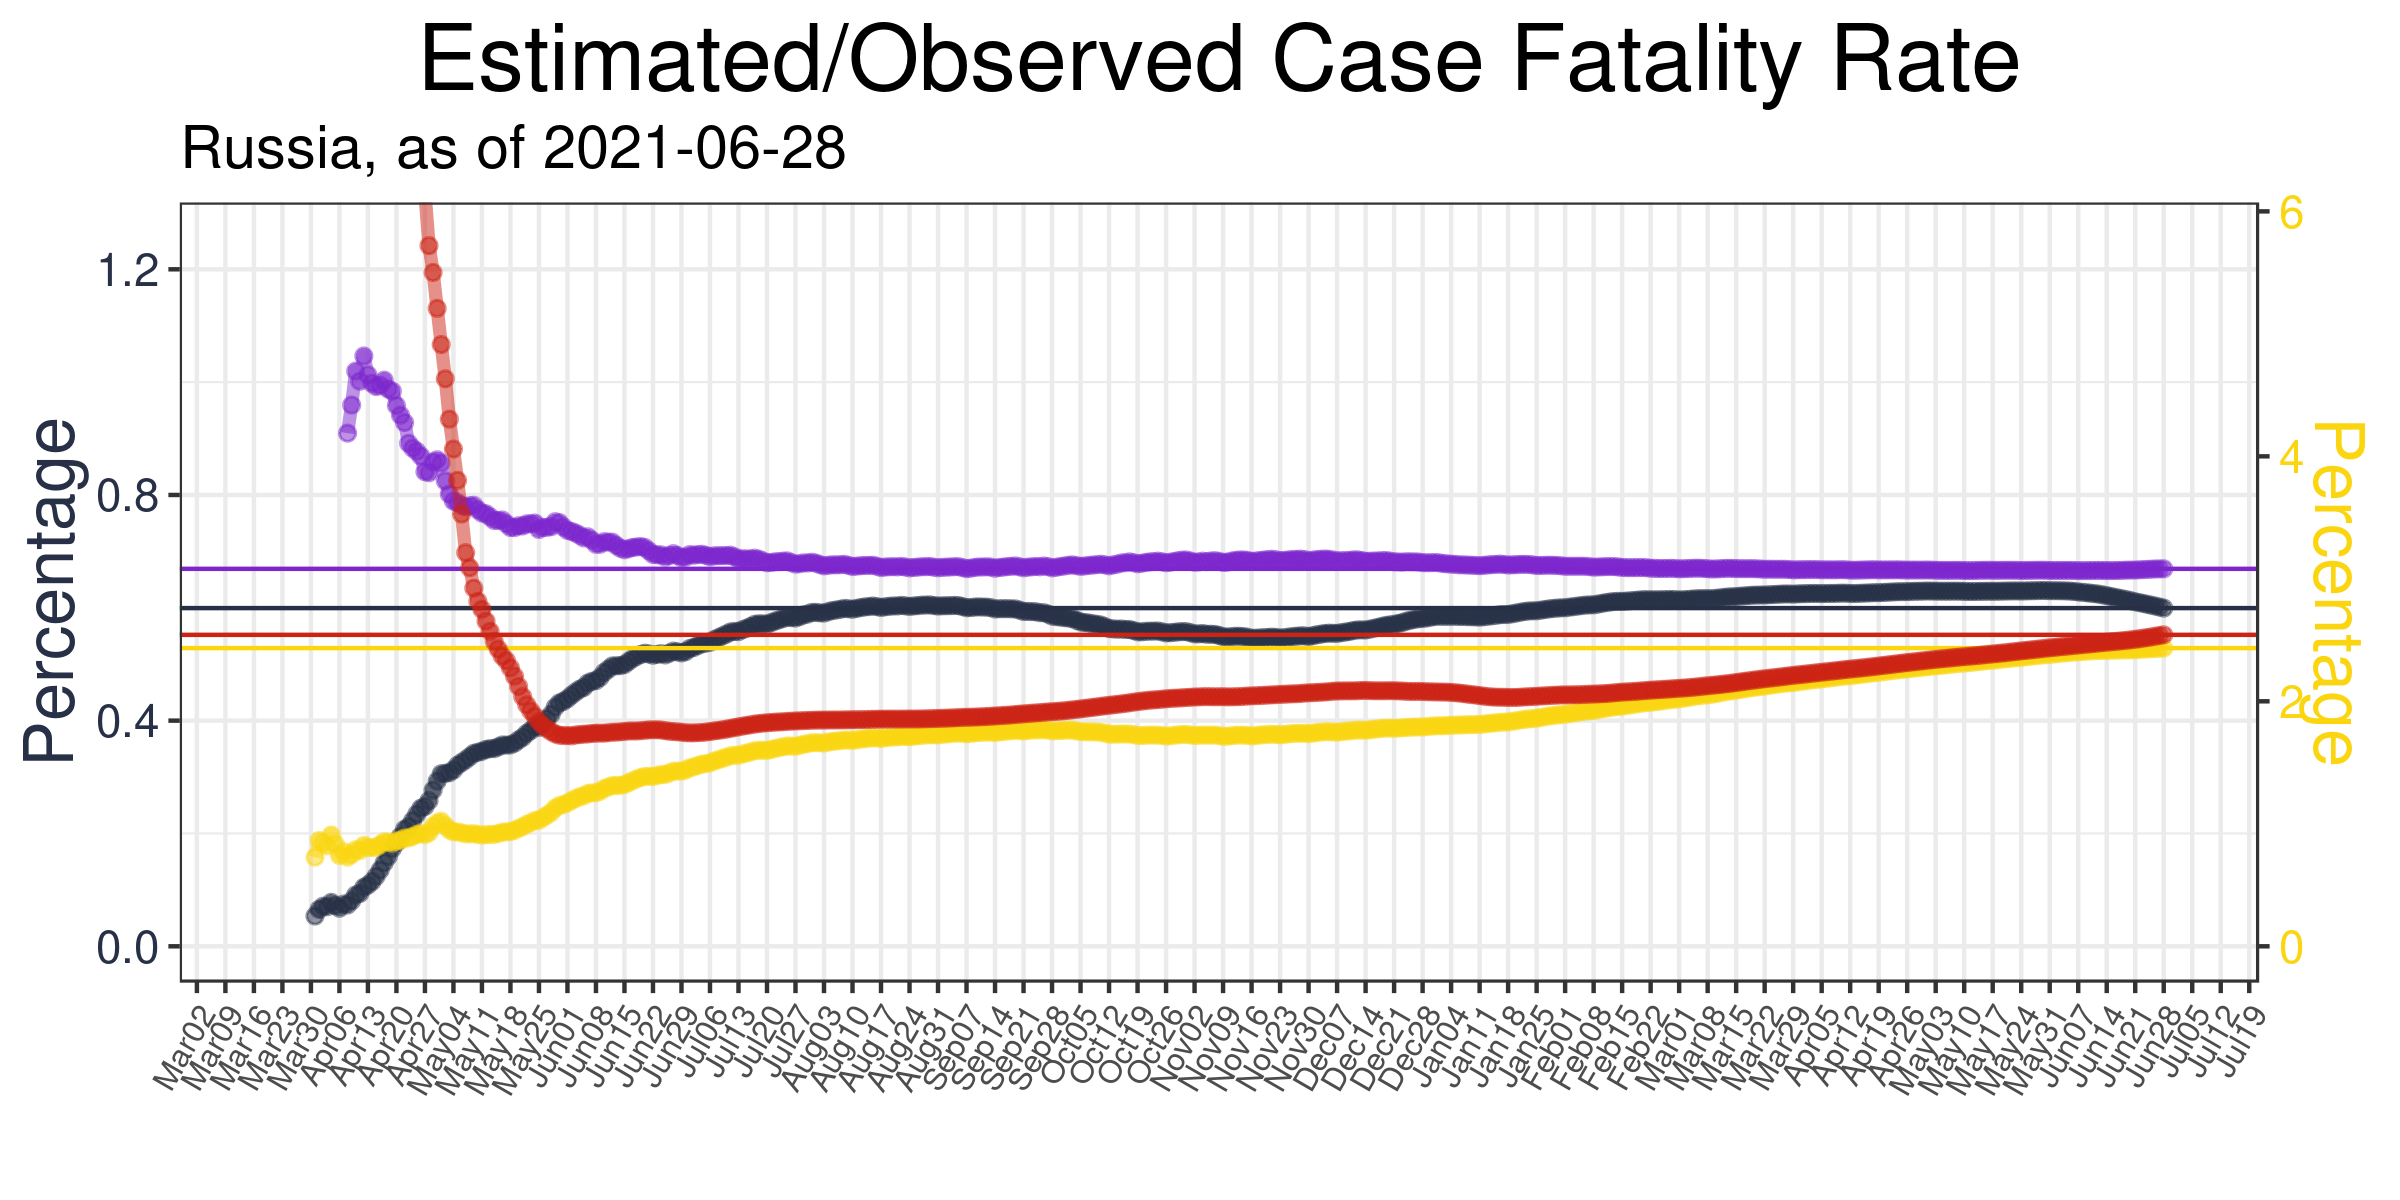 Estimated/Observed Case Fatality Rate
Russia, as of 2021-06-28
Percentage
1.2
0.8
0.4
0.0
6
4
2
0
Percentage
Mar02
Mar09
Mar16
Mar23
Mar30
Apr06
Apr13
Apr20
Apr27
May04
May11
May18
May25
Jun01
Jun08
Jun15
Jun22
Jun29
Jul06
Jul13
Jul20
Jul27
Aug03
Aug10
Aug17
Aug24
Aug31
Sep07
Sep14
Sep21
Sep28
Oct05
Oct12
Oct19
Oct26
Nov02
Nov09
Nov16
Nov23
Nov30
Dec07
Dec14
Dec21
Dec28
Jan04
Jan11
Jan18
Jan25
Feb01
Feb08
Feb15
Feb22
Mar01
Mar08
Mar15
Mar22
Mar29
Apr05
Apr12
Apr19
Apr26
May03
May10
May17
May24
May31
Jun07
Jun14
Jun21
Jun28
Jul05
Jul12
Jul19